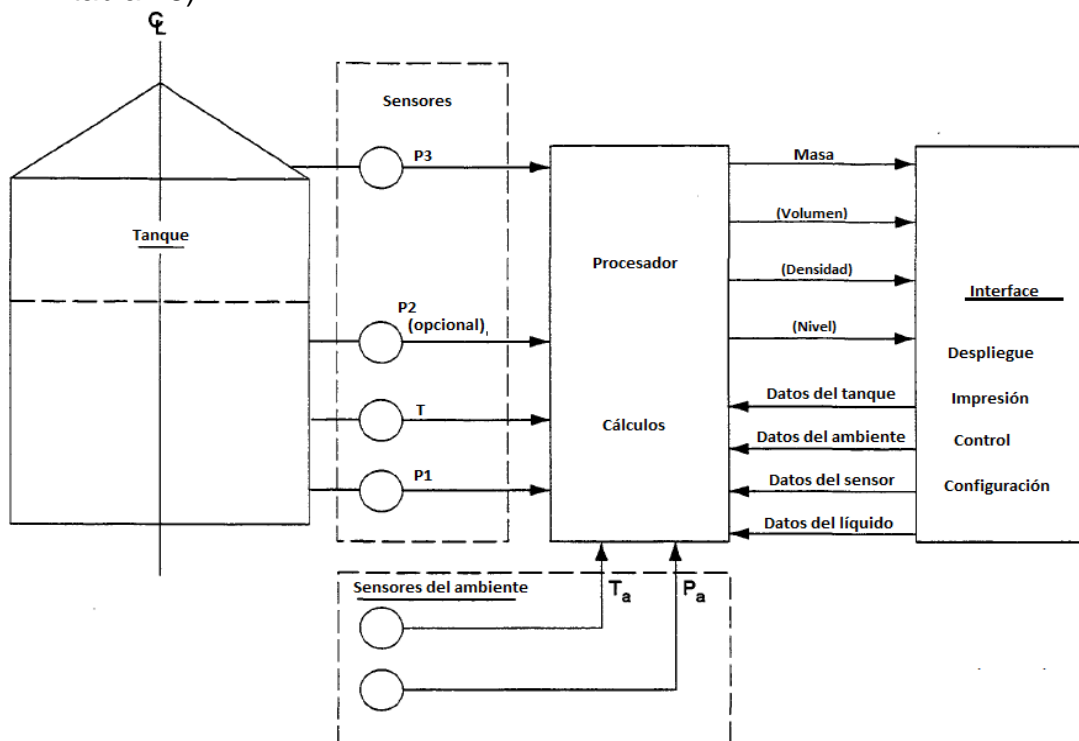 ℄
Sensores
P3
Tanque
P2
(opcional)
T
P1
Procesador
Cálculos
Masa
(Volumen)
(Densidad)
(Nivel)
Datos del tanque
Datos del ambiente
Datos del sensor
Datos del líquido
Interface
Despliegue
Impresión
Control
Configuración
Sensores del ambiente
Ta
Pa